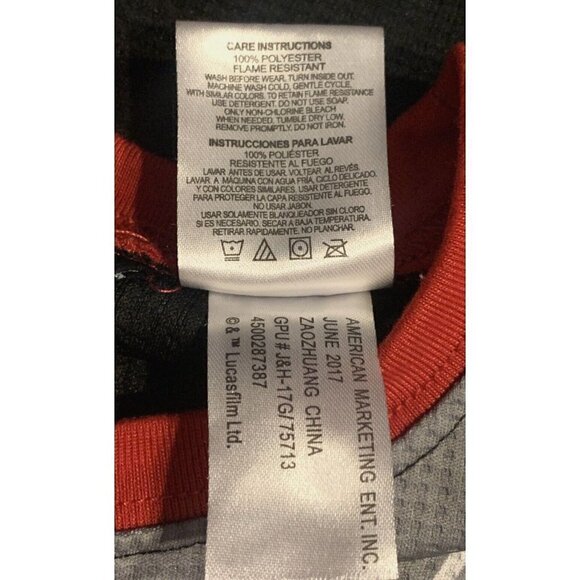 CARE INSTRUCTIONS
100% POLYESTER
FLAME RESISTANT
WASH BEFORE WEAR, TURN INSIDE OUT,
MACHINE WASH COLD, GENTLE CYCLE,
WITH SIMILAR COLORS. TO RETAIN FLAME RESISTANCE
USE DETERGENT. DO NOT USE SOAP.
ONLY NON-CHLORINE BLEACH
WHEN NEEDED, TUMBLE DRY LOW.
REMOVE PROMPTLY. DO NOT IRON.
INSTRUCCIONES PARA LAVAR
100% POLIÉSTER
RESISTENTE AL FUEGO
LAVAR ANTES DE USAR. VOLTEAR AL REVÉS.
LAVAR A MÁQUINA CON AGUA FRIA, CICLO DELICADO,
Y CON COLORES SIMILARES. USAR DETERGENTE
PARA PROTEGER LA CAPA RESISTENTE AL FUEGO.
NO USAR JABON.
USAR SOLAMENTE BLANQUEADOR SIN CLORO
SI ES NECESARIO. SECAR A BAJA TEMPERATURA.
RETIRAR RAPIDAMENTE. NO PLANCHAR.
AMERICAN MARKETING ENT. INC.
JUNE 2017
ZAOZHUANG CHINA
GPU# J&H-17G/ 75713
4500287387
©&™ Lucasfilm Ltd.